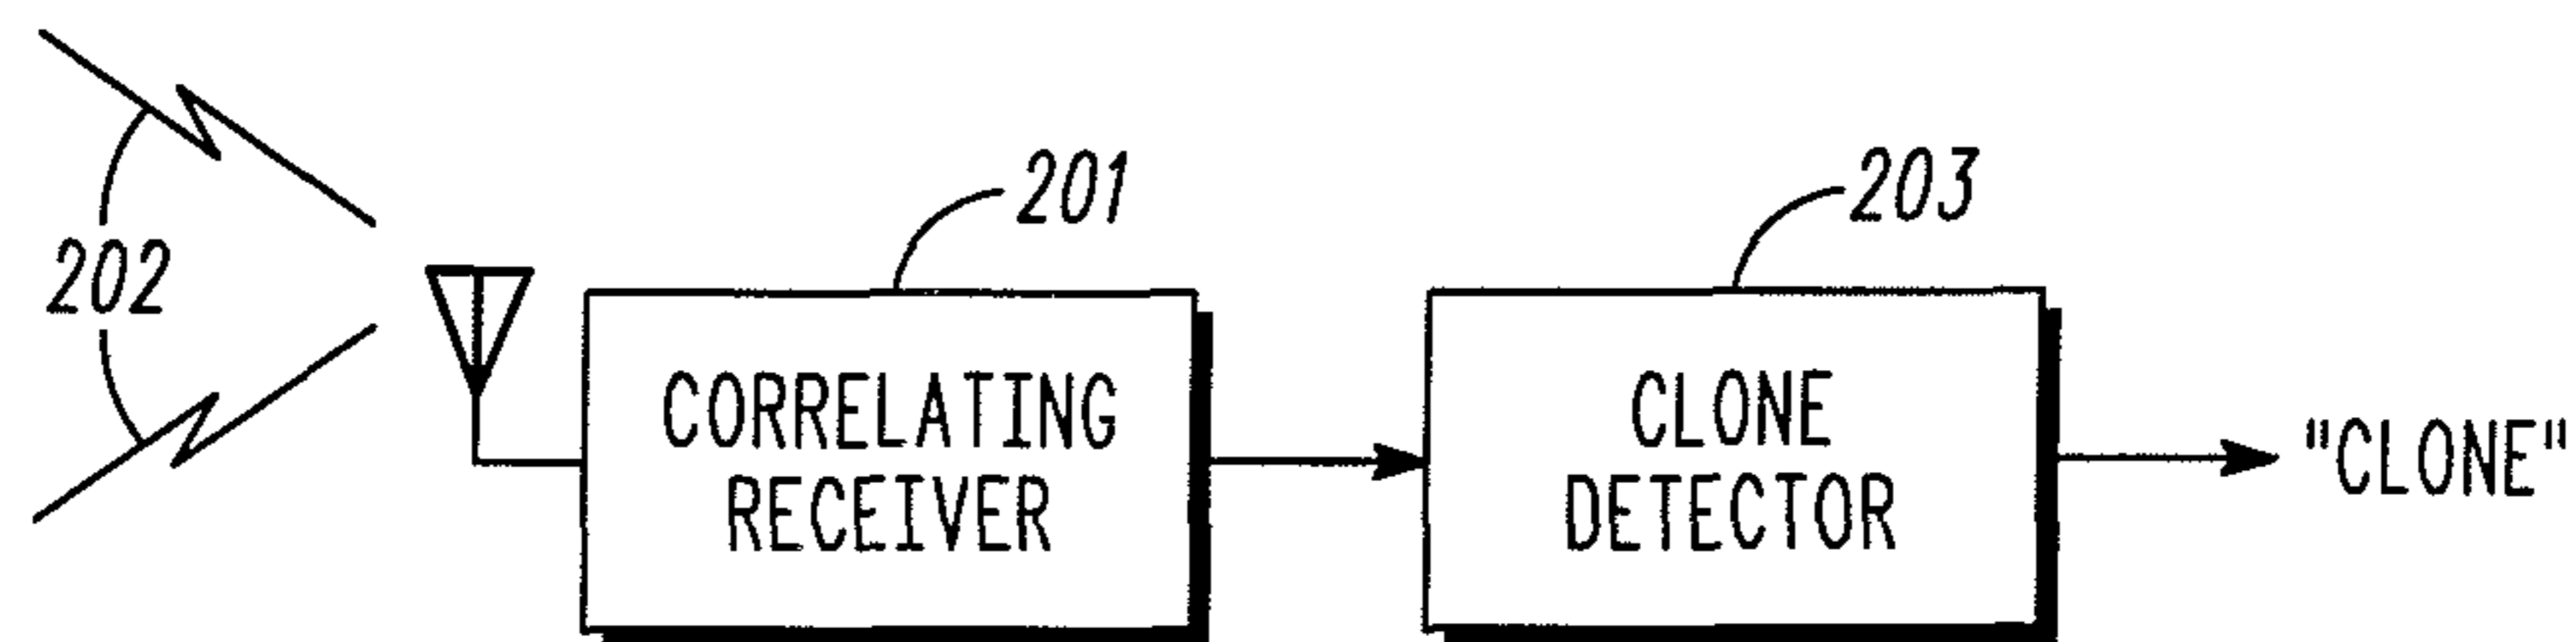 202
201
CORRELATING
RECEIVER
203
CLONE
DETECTOR
"CLONE"